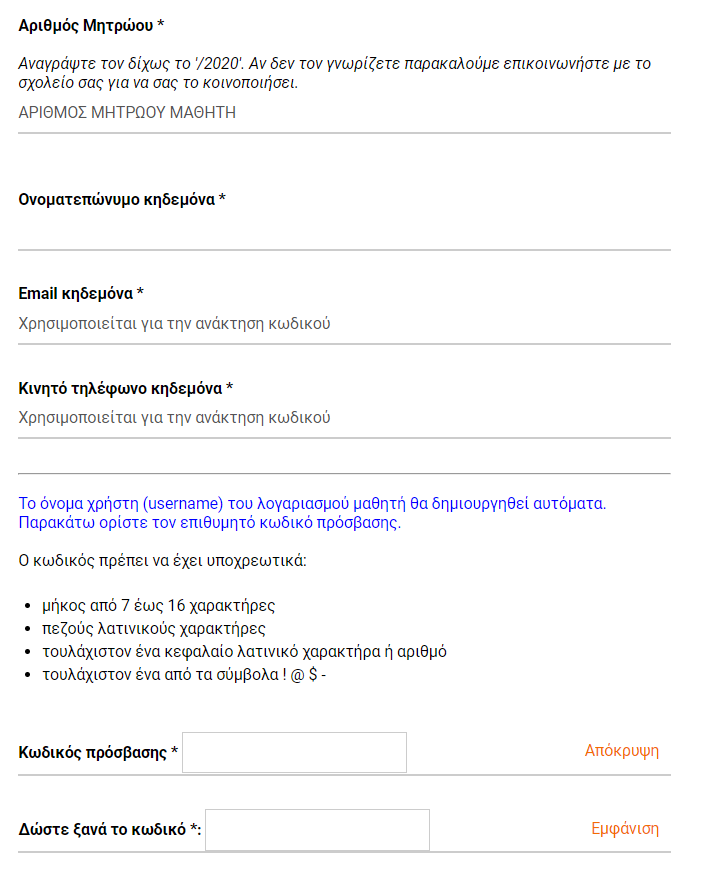 Αριθμός Μητρώου *
Αναγράψτε τον δίχως το '/2020'. Αν δεν τον γνωρίζετε παρακαλούμε επικοινωνήστε με το
σχολείο σας για να σας το κοινοποιήσει.
ΑΡΙΘΜΟΣ ΜΗΤΡΩΟΥ ΜΑΘΗΤΗ
Ονοματεπώνυμο κηδεμόνα *
Email κηδεμόνα *
Χρησιμοποιείται για την ανάκτηση κωδικού
Κινητό τηλέφωνο κηδεμόνα *
Χρησιμοποιείται για την ανάκτηση κωδικού
Το όνομα χρήστη (username) του λογαριασμού μαθητή θα δημιουργηθεί αυτόματα.
Παρακάτω ορίστε τον επιθυμητό κωδικό πρόσβασης.
Ο κωδικός πρέπει να έχει υποχρεωτικά:
• μήκος από 7 έως 16 χαρακτήρες
• πεζούς λατινικούς χαρακτήρες
• τουλάχιστον ένα κεφαλαίο λατινικό χαρακτήρα ή αριθμό
• τουλάχιστον ένα από τα σύμβολα ! @ $ -
Κωδικός πρόσβασης * Απόκρυψη
Δώστε ξανά το κωδικό *: Εμφάνιση